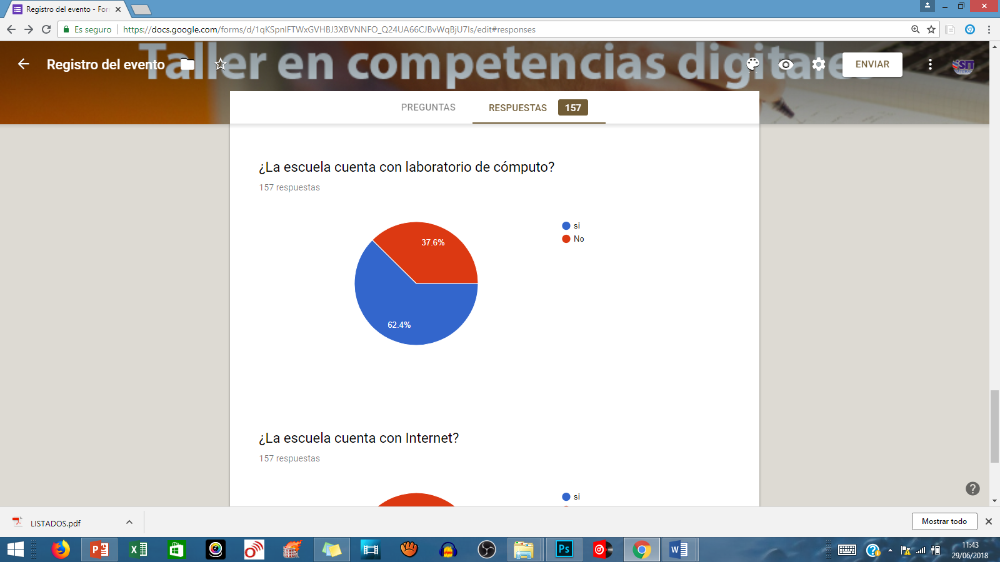 Registro del evento - For
Es seguro
https://docs.google.com/forms/d/1qKSpnIFTWxGVHBJ3XBVNNFO_Q24UA66CJBvWqBjU7Is/edit#responses
Taller en competencias digitales
Registro del evento
ENVIAR
SIT
PREGUNTAS
RESPUESTAS
157
¿La escuela cuenta con laboratorio de cómputo?
157 respuestas
si
No
37.6%
62.4%
¿La escuela cuenta con Internet?
157 respuestas
si
LISTADOS.pdf
Mostrar todo
11:43
29/06/2018